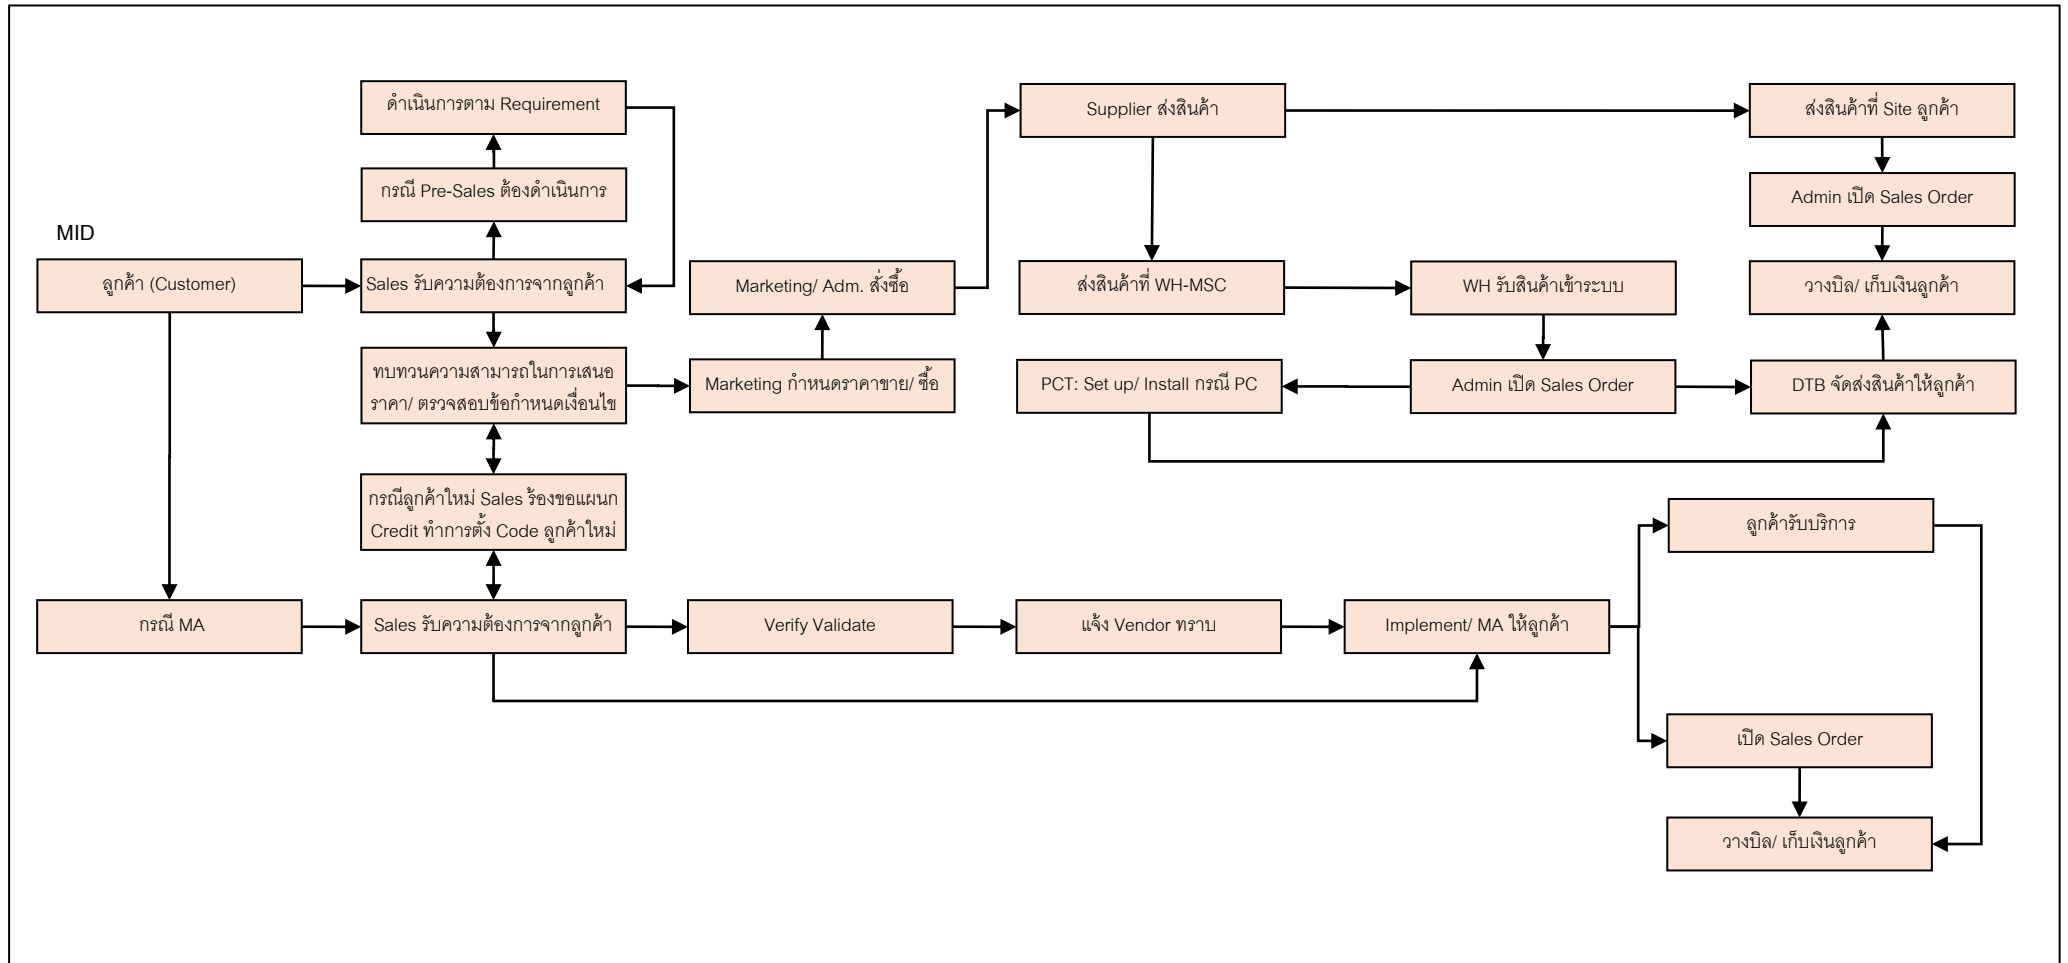 ดำเนินการตาม Requirement
Supplier ส่งสินค้า
ส่งสินค้าที่ Site ลูกค้า
กรณี Pre-Sales ต้องดำเนินการ
Admin เปิด Sales Order
MID
ลูกค้า (Customer)
Sales รับความต้องการจากลูกค้า
Marketing/ Adm. สั่งซื้อ
ส่งสินค้าที่ WH-MSC
WH รับสินค้าเข้าระบบ
วางบิล/ เก็บเงินลูกค้า
ทบทวนความสามารถในการเสนอ
ราคา/ ตรวจสอบข้อกำหนดเงื่อนไข
Marketing กำหนดราคาขาย/ ซื้อ
PCT: Set up/ Install กรณี PC
Admin เปิด Sales Order
DTB จัดส่งสินค้าให้ลูกค้า
กรณีลูกค้าใหม่ Sales ร้องขอแผนก
Credit ทำการตั้ง Code ลูกค้าใหม่
ลูกค้ารับบริการ
กรณี MA
Sales รับความต้องการจากลูกค้า
Verify Validate
แจ้ง Vendor ทราบ
Implement/ MA ให้ลูกค้า
เปิด Sales Order
วางบิล/ เก็บเงินลูกค้า